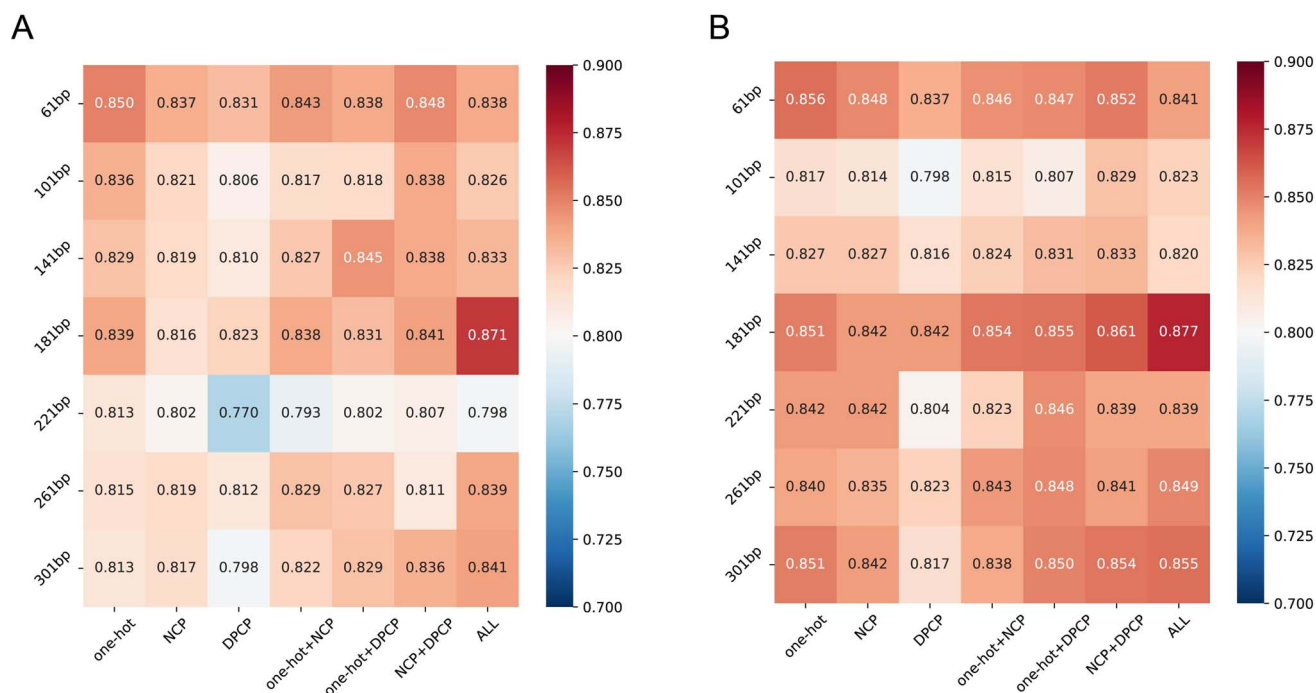 A
61bp 0.850 0.837 0.831 0.843 0.838 0.848 0.838
101bp 0.836 0.821 0.806 0.817 0.818 0.838 0.826
141bp 0.829 0.819 0.810 0.827 0.845 0.838 0.833
181bp 0.839 0.816 0.823 0.838 0.831 0.841 0.871
221bp 0.813 0.802 0.770 0.793 0.802 0.807 0.798
261bp 0.815 0.819 0.812 0.829 0.827 0.811 0.839
301bp 0.813 0.817 0.798 0.822 0.829 0.836 0.841
one-hot NCP DPCP one-hot+NCP one-hot+DPCP NCP+DPCP ALL
0.900
0.875
0.850
0.825
0.800
0.775
0.750
0.725
0.700
B
61bp 0.856 0.848 0.837 0.846 0.847 0.852 0.841
101bp 0.817 0.814 0.798 0.815 0.807 0.829 0.823
141bp 0.827 0.827 0.816 0.824 0.831 0.833 0.820
181bp 0.851 0.842 0.842 0.854 0.855 0.861 0.877
221bp 0.842 0.842 0.804 0.823 0.846 0.839 0.839
261bp 0.840 0.835 0.823 0.843 0.848 0.841 0.849
301bp 0.851 0.842 0.817 0.838 0.850 0.854 0.855
one-hot NCP DPCP one-hot+NCP one-hot+DPCP NCP+DPCP ALL
0.900
0.875
0.850
0.825
0.800
0.775
0.750
0.725
0.700